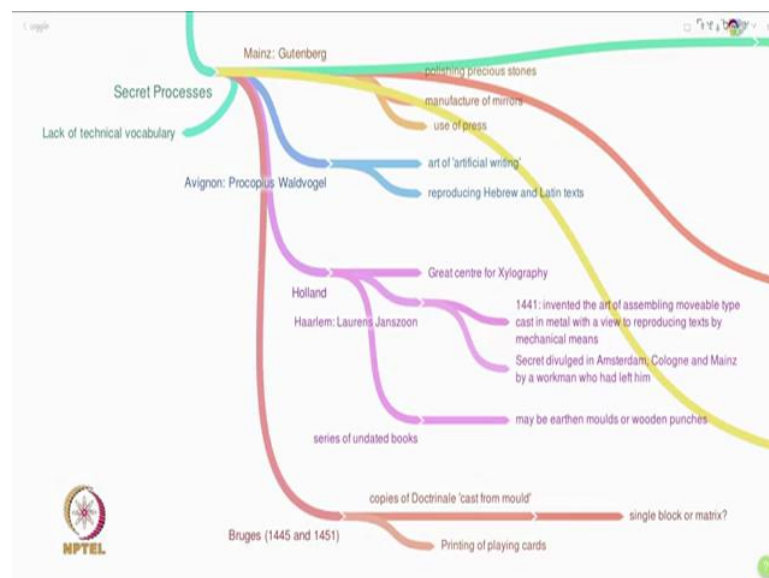 coggle
Mainz: Gutenberg
polishing precious stones
Secret Processes
manufacture of mirrors
use of press
Lack of technical vocabulary
art of 'artificial writing'
Avignon: Procopius Waldvogel
reproducing Hebrew and Latin texts
Great centre for Xylography
Holland
Haarlem: Laurens Janszoon
1441: invented the art of assembling moveable type
cast in metal with a view to reproducing texts by
mechanical means
Secret divulged in Amsterdam, Cologne and Mainz
by a workman who had left him
may be earthen moulds or wooden punches
series of undated books
copies of Doctrinale 'cast from mould'
single block or matrix?
Bruges (1445 and 1451)
Printing of playing cards
NPTEL
?